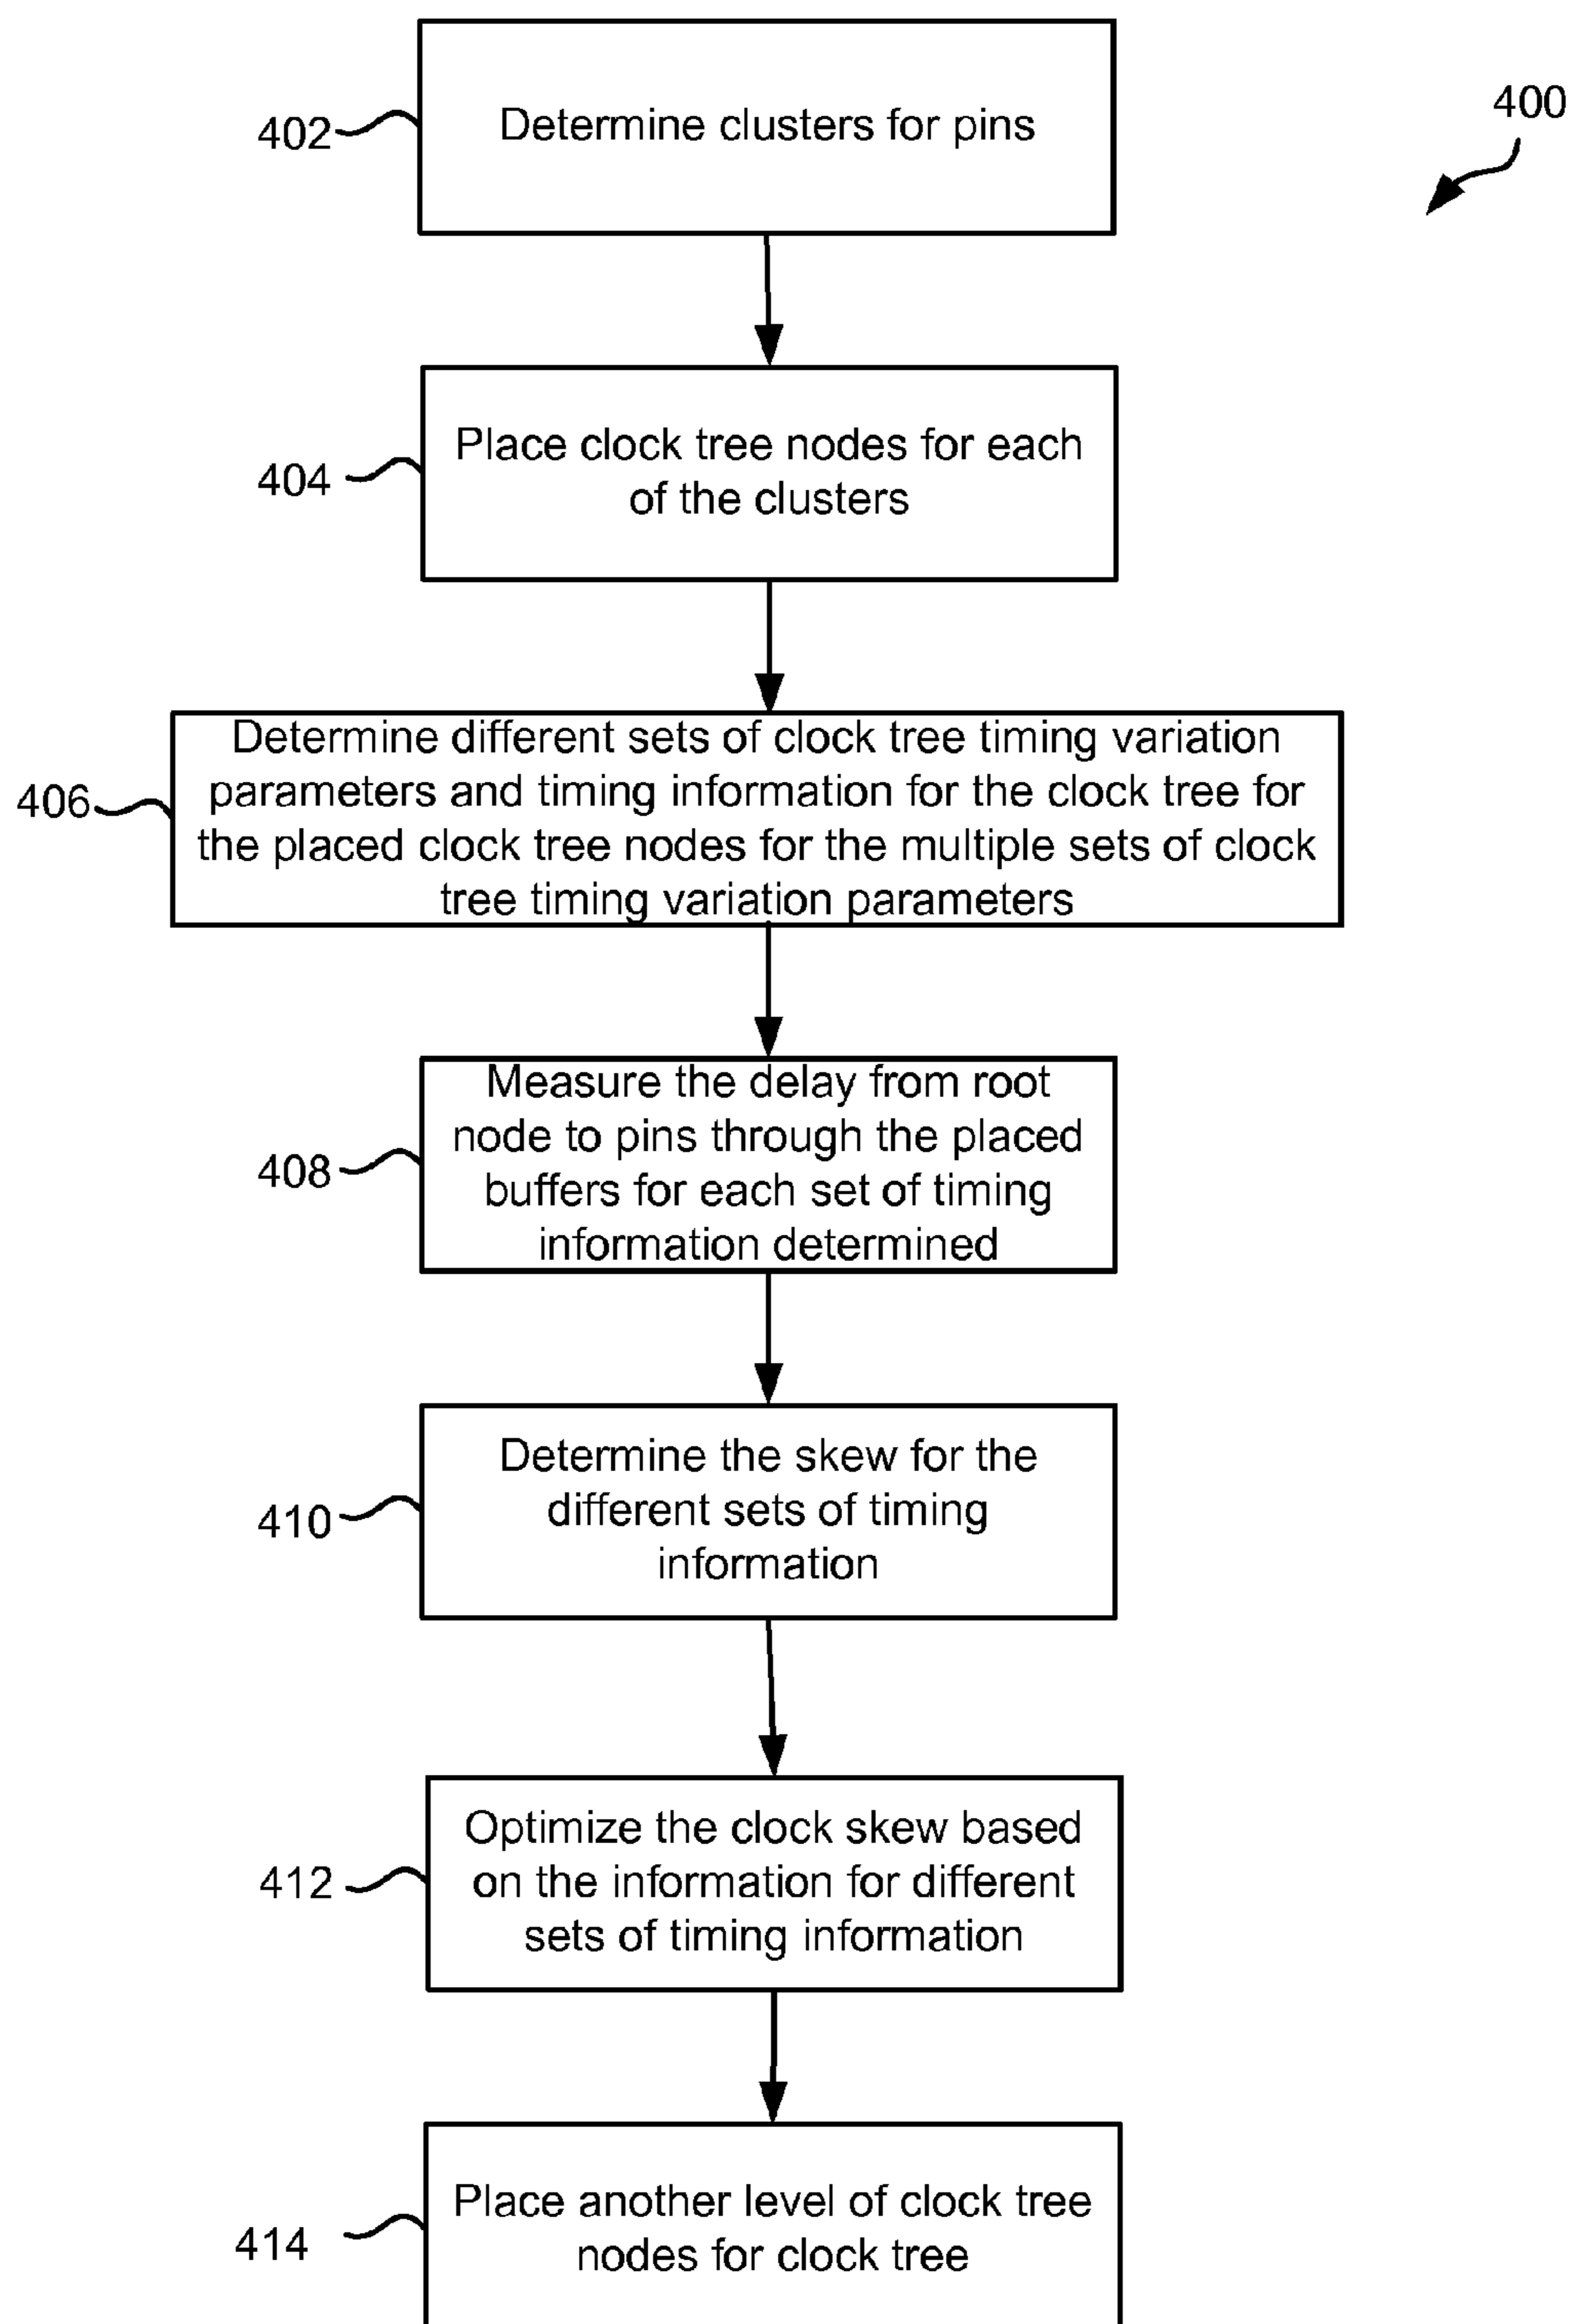 400
402
Determine clusters for pins
404
Place clock tree nodes for each
of the clusters
406
Determine different sets of clock tree timing variation
parameters and timing information for the clock tree for
the placed clock tree nodes for the multiple sets of clock
tree timing variation parameters
408
Measure the delay from root
node to pins through the placed
buffers for each set of timing
information determined
410
Determine the skew for the
different sets of timing
information
412
Optimize the clock skew based
on the information for different
sets of timing information
414
Place another level of clock tree
nodes for clock tree